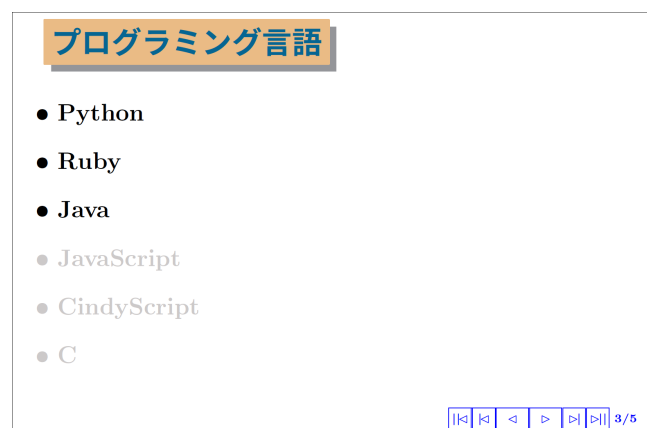 プログラミング言語
● Python
● Ruby
● Java
● JavaScript
● CindyScript
● C
||◁ |◁ ◁ ▷ ▷| ▷|| 3/5